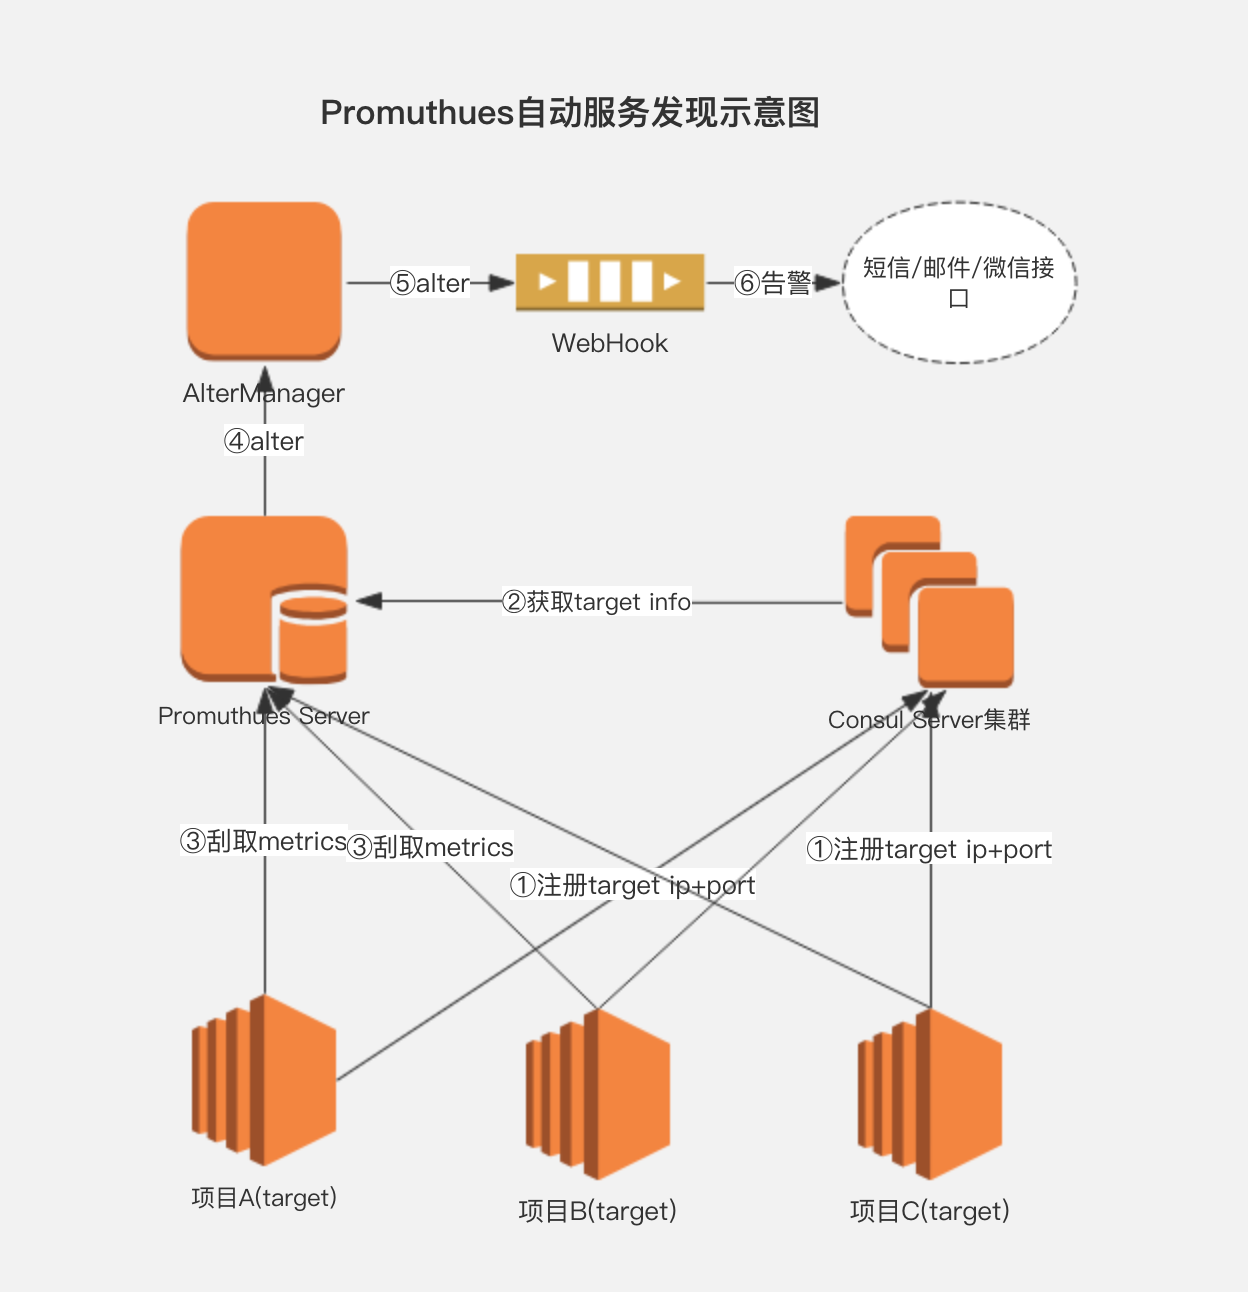 Promuthues自动服务发现示意图
⑤alter
⑥告警
短信/邮件/微信接
口
WebHook
AlterManager
④alter
②获取target info
Promuthues Server
Consul Server集群
③刮取metrics
③刮取metrics
①注册target ip+port
①注册target ip+port
项目A(target)
项目B(target)
项目C(target)